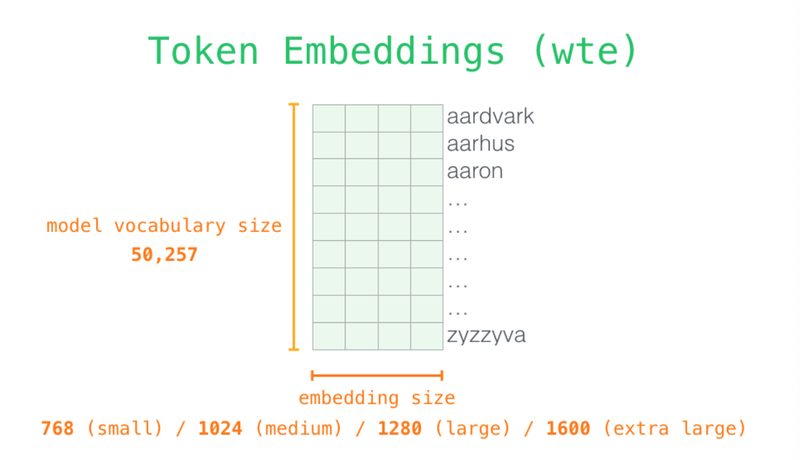 Token Embeddings (wte)
aardvark
aarhus
aaron
...
...
...
...
...
zyzzyva
model vocabulary size
50,257
embedding size
768 (small) / 1024 (medium) / 1280 (large) / 1600 (extra large)